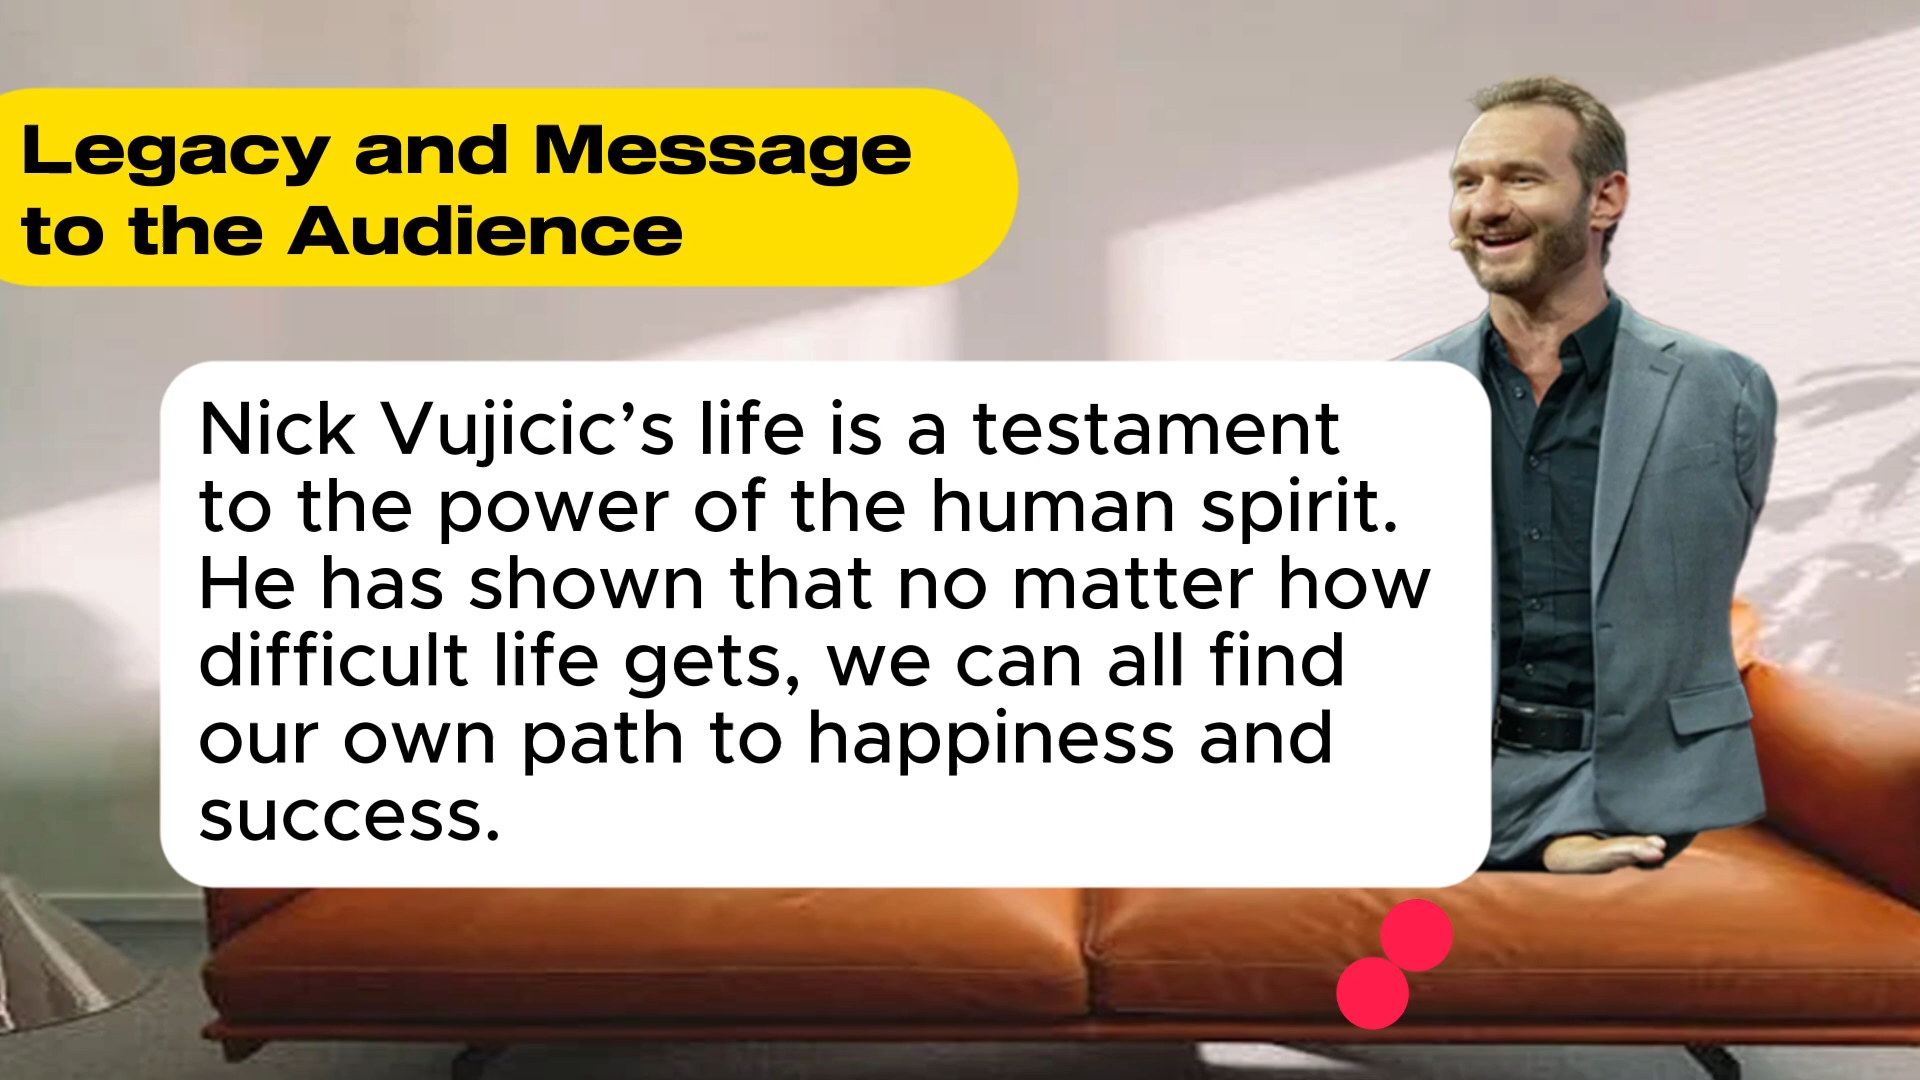 Legacy and Message
to the Audience
Nick Vujicic’s life is a testament
to the power of the human spirit.
He has shown that no matter how
difficult life gets, we can all find
our own path to happiness and
success.